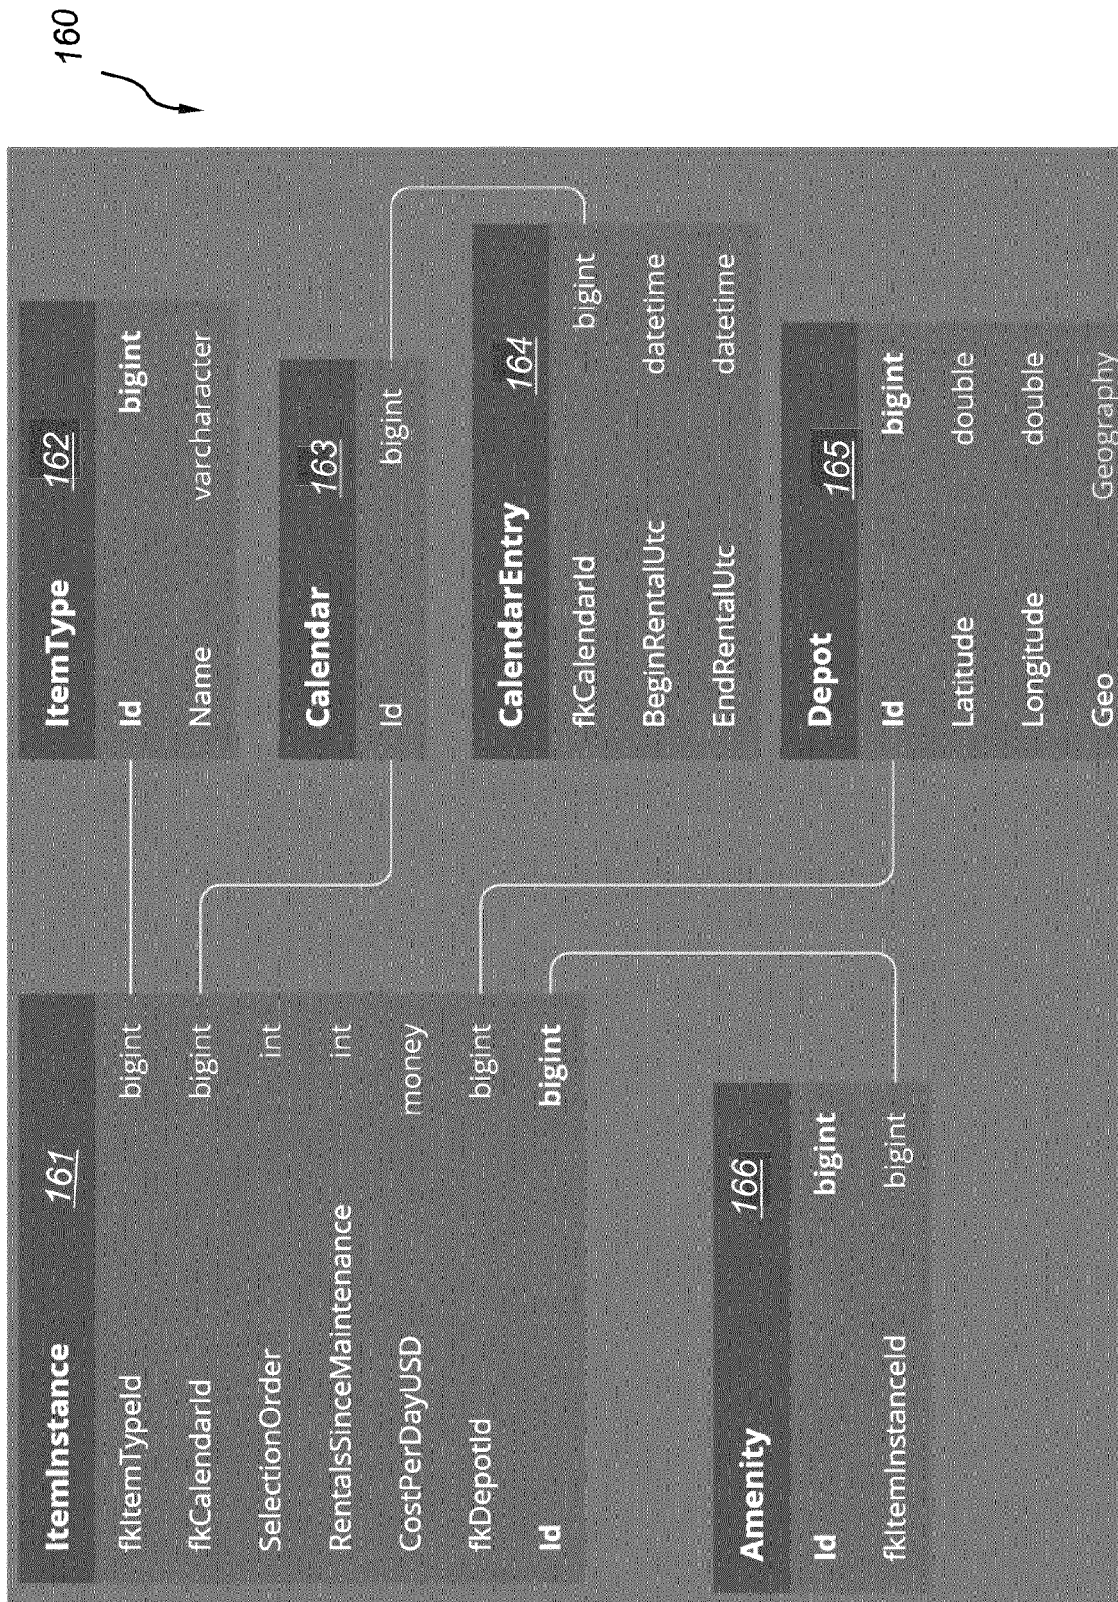 160
ItemInstance 161
fkItemTypeId bigint
fkCalendarId bigint
SelectionOrder int
RentalsSinceMaintenance int
CostPerDayUSD money
fkDepotId bigint
Id bigint
Amenity 166
Id bigint
fkItemInstanceId bigint
ItemType 162
Id bigint
Name varcharacter
Calendar 163
Id bigint
CalendarEntry 164
fkCalendarId bigint
BeginRentalUtc datetime
EndRentalUtc datetime
Depot 165
Id bigint
Latitude double
Longitude double
Geo Geography